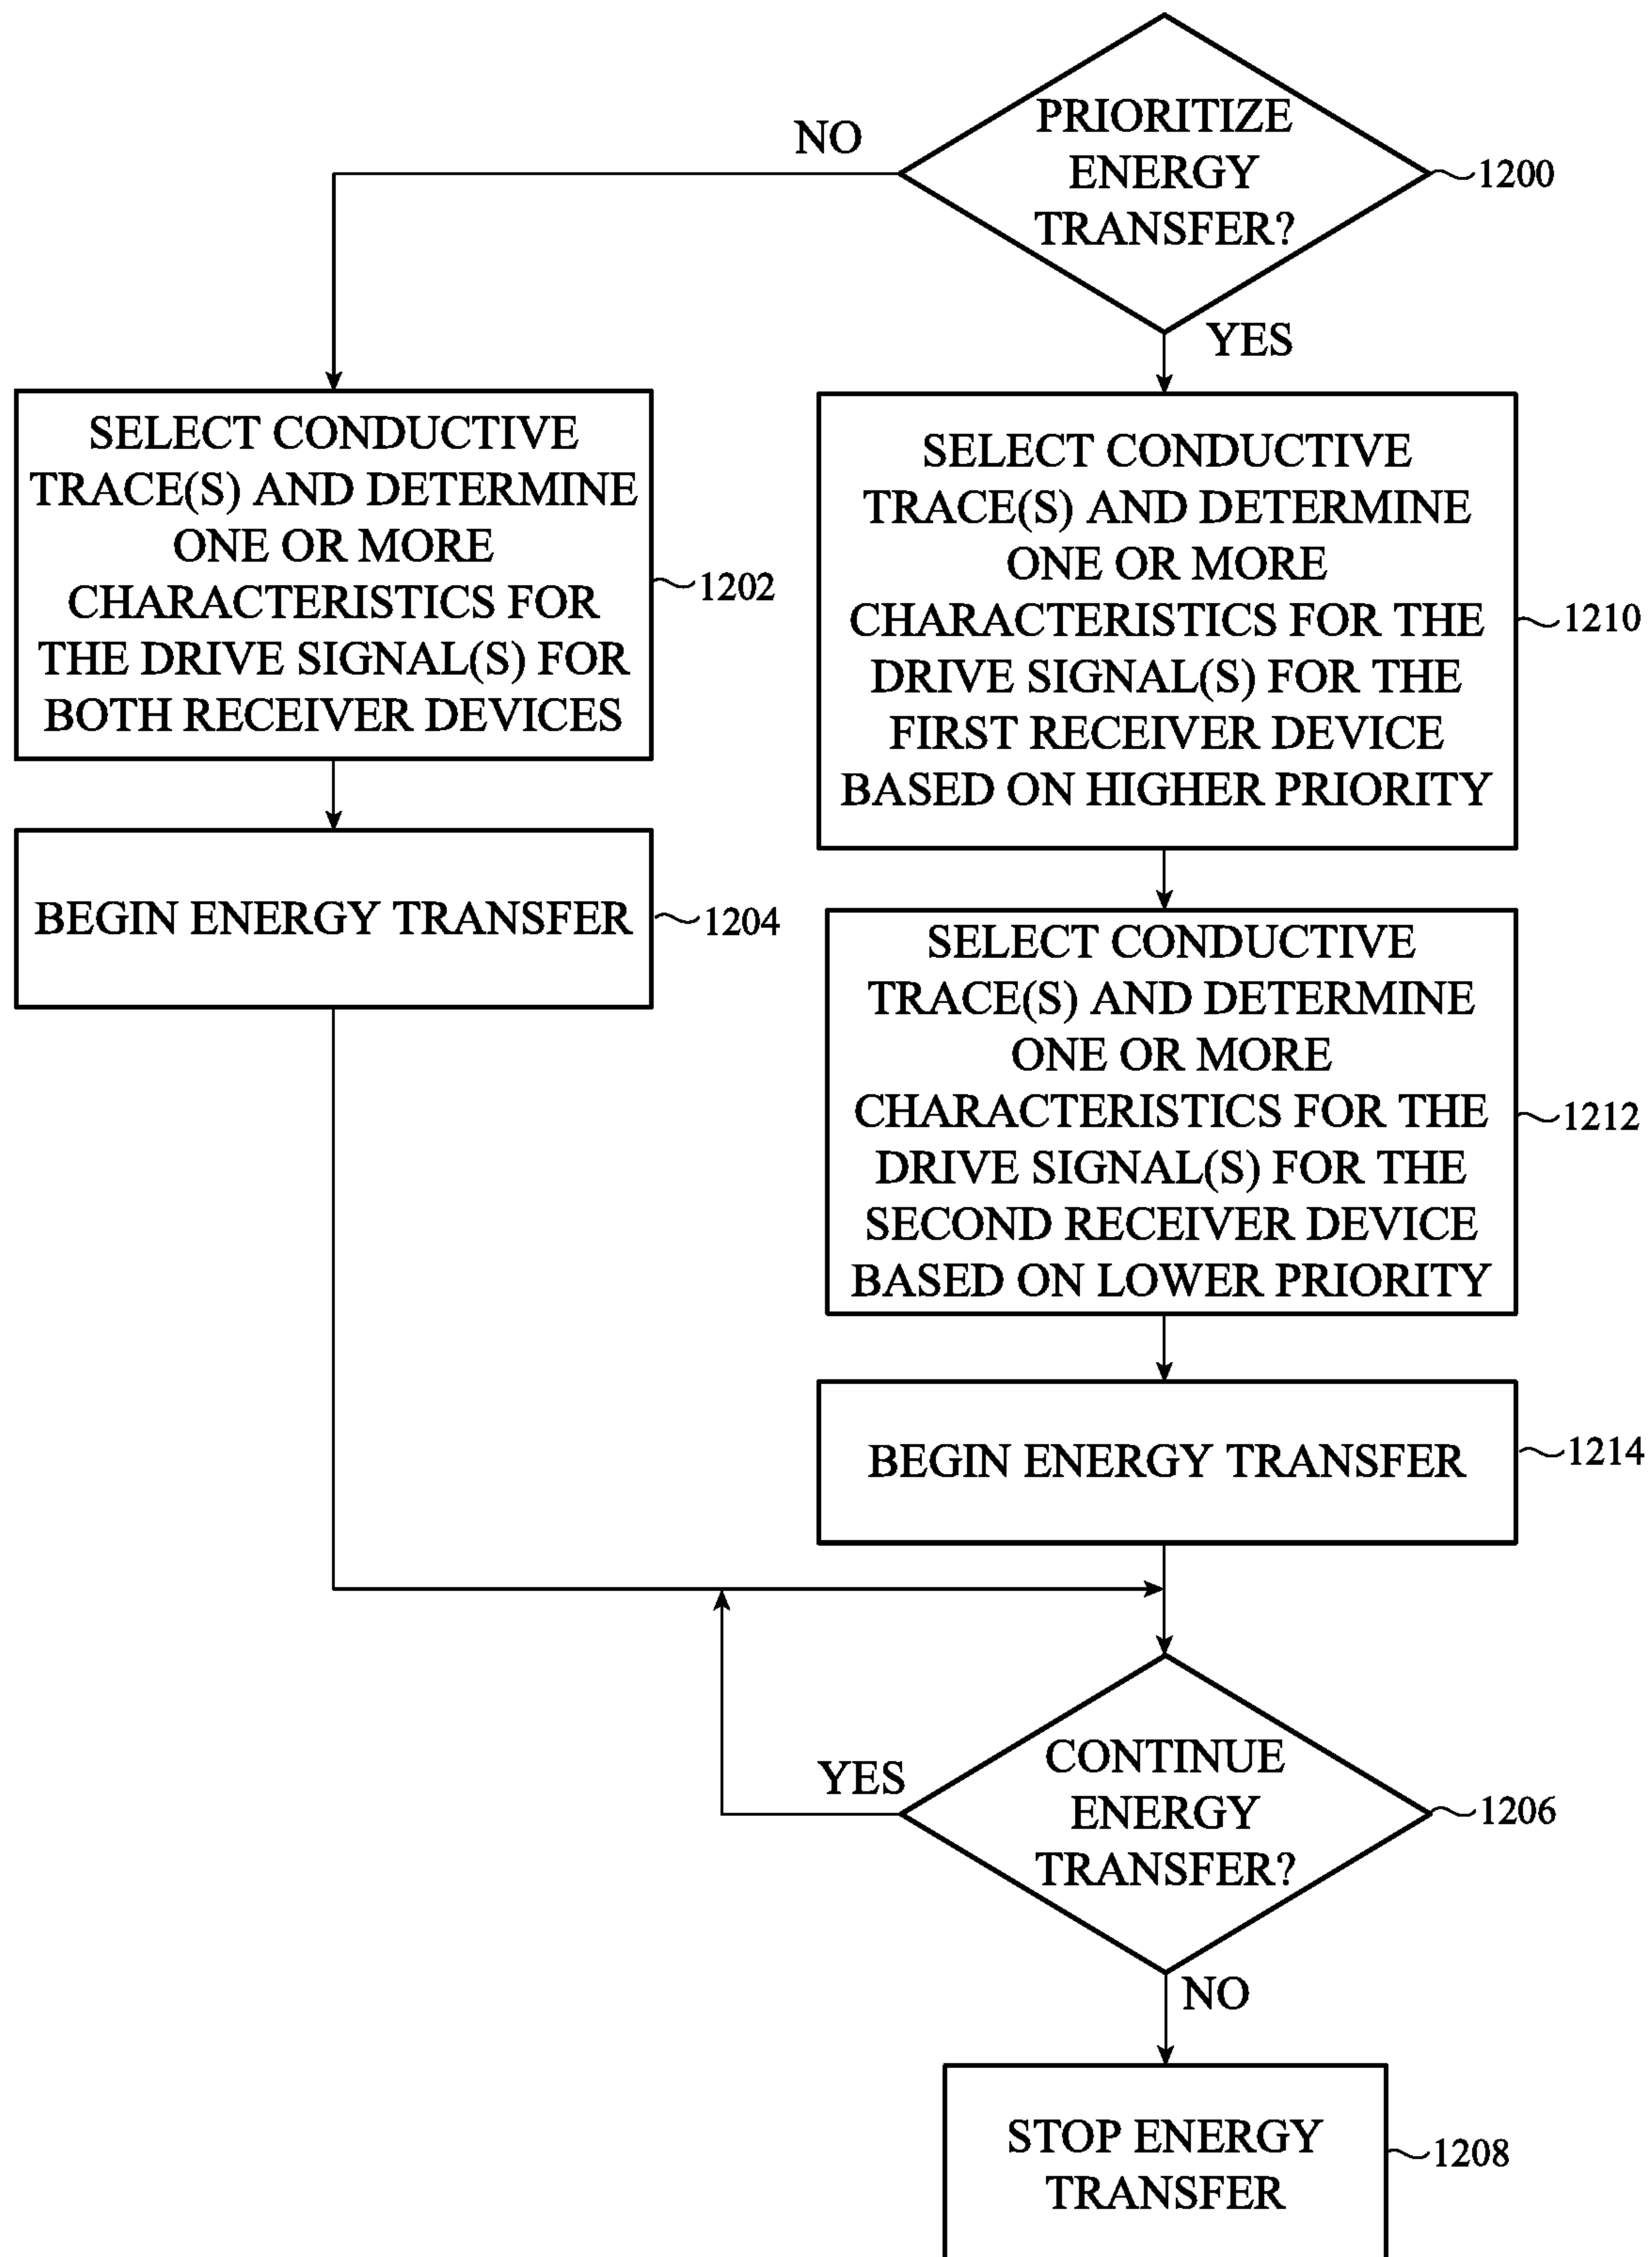 PRIORITIZE
ENERGY
TRANSFER?
1200
NO
YES
SELECT CONDUCTIVE
TRACE(S) AND DETERMINE
ONE OR MORE
CHARACTERISTICS FOR
THE DRIVE SIGNAL(S) FOR
BOTH RECEIVER DEVICES
1202
BEGIN ENERGY TRANSFER
1204
SELECT CONDUCTIVE
TRACE(S) AND DETERMINE
ONE OR MORE
CHARACTERISTICS FOR THE
DRIVE SIGNAL(S) FOR THE
FIRST RECEIVER DEVICE
BASED ON HIGHER PRIORITY
1210
SELECT CONDUCTIVE
TRACE(S) AND DETERMINE
ONE OR MORE
CHARACTERISTICS FOR THE
DRIVE SIGNAL(S) FOR THE
SECOND RECEIVER DEVICE
BASED ON LOWER PRIORITY
1212
BEGIN ENERGY TRANSFER
1214
CONTINUE
ENERGY
TRANSFER?
1206
YES
NO
STOP ENERGY
TRANSFER
1208